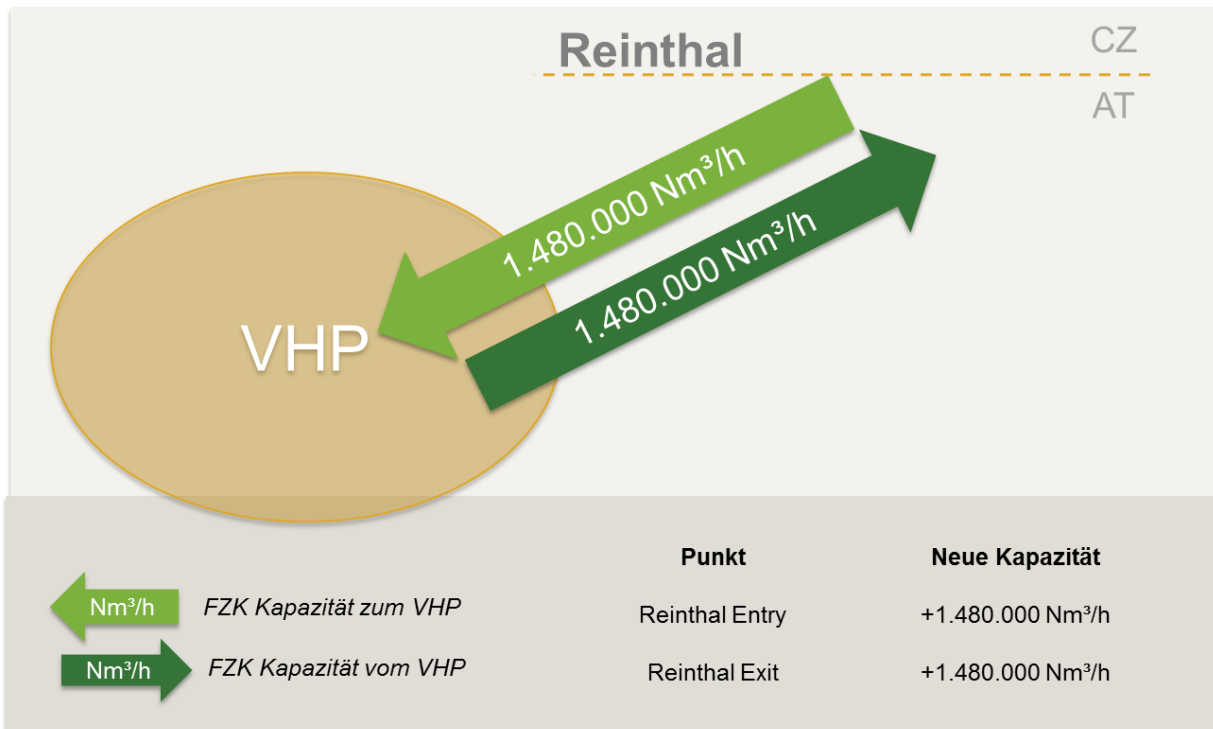 Reinthal
CZ
AT
1.480.000 Nm³/h
1.480.000 Nm³/h
VHP
Punkt
Neue Kapazität
Nm³/h
FZK Kapazität zum VHP
Reinthal Entry
+1.480.000 Nm³/h
Nm³/h
FZK Kapazität vom VHP
Reinthal Exit
+1.480.000 Nm³/h